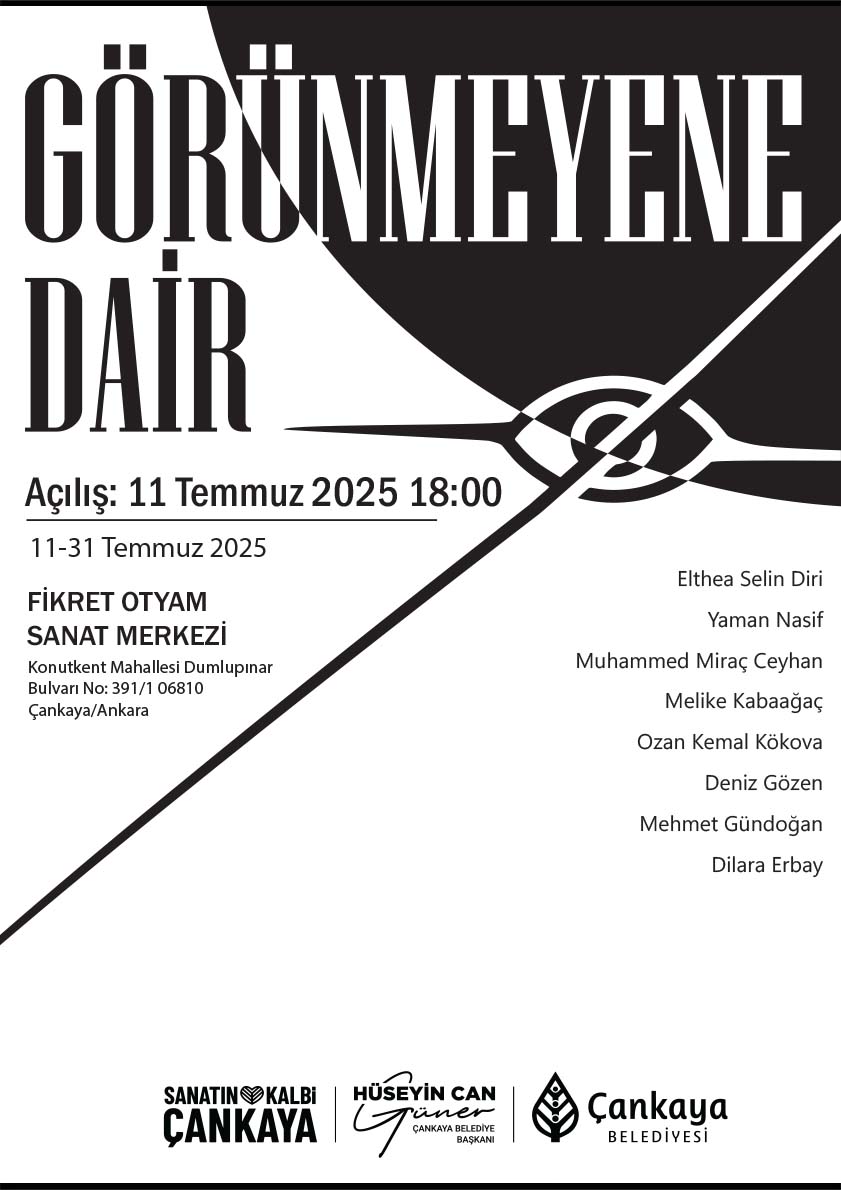 GÖRÜNMEYENE
DAİR
Açılış: 11 Temmuz 2025 18:00
11-31 Temmuz 2025
FİKRET OTYAM
SANAT MERKEZİ
Konutkent Mahallesi Dumlupınar
Bulvarı No: 391/1 06810
Çankaya/Ankara
Elthea Selin Diri
Yaman Nasif
Muhammed Miraç Ceyhan
Melike Kabaağaç
Ozan Kemal Kökova
Deniz Gözen
Mehmet Gündoğan
Dilara Erbay
SANATIN KALBİ
ÇANKAYA
HÜSEYİN CAN
Güner
ÇANKAYA BELEDİYE
BAŞKANI
Çankaya
BELEDİYESİ